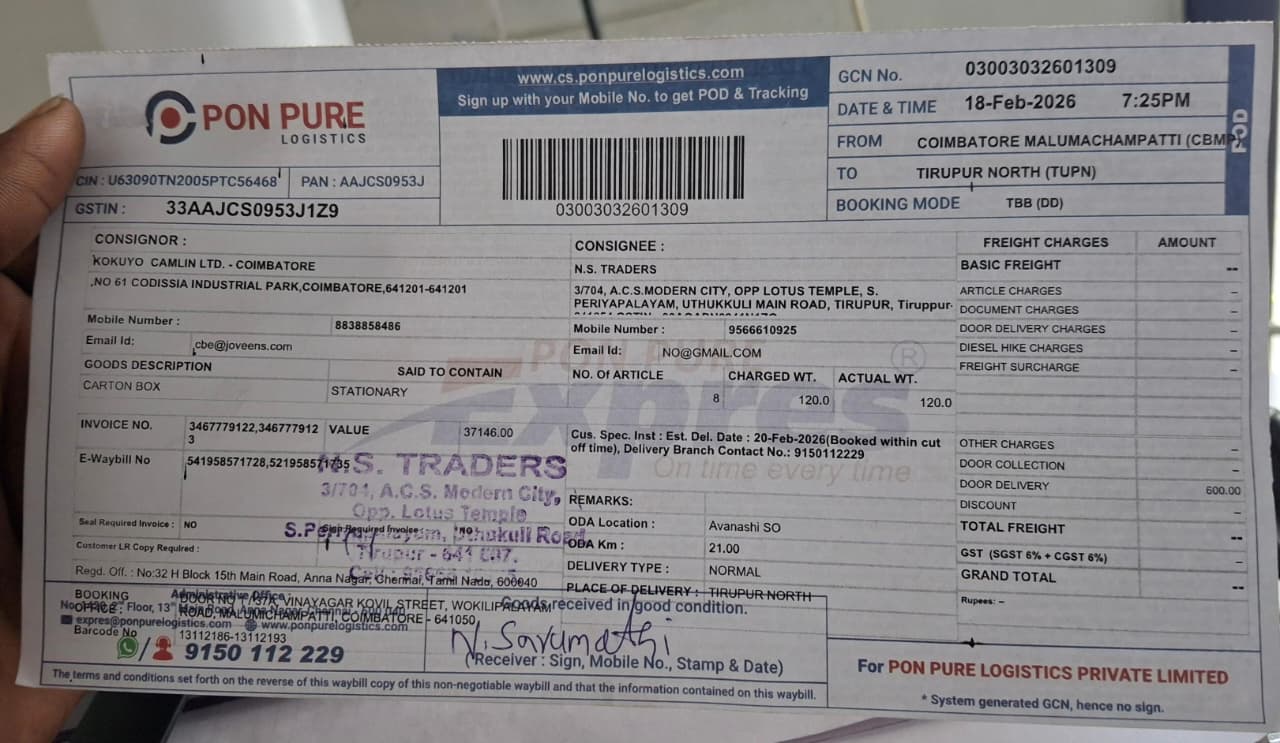 PON PURE
LOGISTICS
CIN : U63090TN2005PTC56468
PAN : AAJCS0953J
GSTIN : 33AAJCS0953J1Z9
www.cs.ponpurelogistics.com
Sign up with your Mobile No. to get POD & Tracking
03003032601309
GCN No. 03003032601309
DATE & TIME 18-Feb-2026 7:25PM
FROM COIMBATORE MALUMACHAMPATTI (CBMP)
TO TIRUPUR NORTH (TUPN)
BOOKING MODE TBB (DD)
POD
CONSIGNOR :
KOKUYO CAMLIN LTD. - COIMBATORE
,NO 61 CODISSIA INDUSTRIAL PARK,COIMBATORE,641201-641201
Mobile Number : 8838858486
Email Id: cbe@joveens.com
GOODS DESCRIPTION SAID TO CONTAIN
CARTON BOX STATIONARY
INVOICE NO. 3467779122,346777912
3
VALUE 37146.00
E-Waybill No 541958571728,521958571735
Seal Required Invoice : NO
Sign Required Invoice : NO
Customer LR Copy Required :
Regd. Off. : No:32 H Block 15th Main Road, Anna Nagar, Chennai, Tamil Nadu, 600040
CONSIGNEE :
N.S. TRADERS
3/704, A.C.S.MODERN CITY, OPP LOTUS TEMPLE, S.
PERIYAPALAYAM, UTHUKKULI MAIN ROAD, TIRUPUR, Tiruppur-
Mobile Number : 9566610925
Email Id: NO@GMAIL.COM
NO. Of ARTICLE CHARGED WT. ACTUAL WT.
8 120.0 120.0
Cus. Spec. Inst : Est. Del. Date : 20-Feb-2026(Booked within cut
off time), Delivery Branch Contact No.: 9150112229
REMARKS:
ODA Location : Avanashi SO
ODA Km : 21.00
DELIVERY TYPE : NORMAL
PLACE OF DELIVERY : TIRUPUR NORTH
PON PURE ®
Expres
On time every time
FREIGHT CHARGES AMOUNT
BASIC FREIGHT --
ARTICLE CHARGES –
DOCUMENT CHARGES –
DOOR DELIVERY CHARGES –
DIESEL HIKE CHARGES –
FREIGHT SURCHARGE –
OTHER CHARGES –
DOOR COLLECTION –
DOOR DELIVERY 600.00
DISCOUNT –
TOTAL FREIGHT --
GST (SGST 6% + CGST 6%) –
GRAND TOTAL --
Rupees: –
N.S. TRADERS
3/704, A.C.S. Modern City,
Opp. Lotus Temple
Tirupur - 641
BOOKING
OFFICE :
Administrative Office
VINAYAGAR KOVIL STREET, WOKILIPALAYAM
ROAD, MALUMICHAMPATTI, COIMBATORE - 641050
expres@ponpurelogistics.com www.ponpurelogistics.com
Barcode No 13112186-13112193
9150 112 229
Goods received in good condition.
N. Saramathi
(Receiver : Sign, Mobile No., Stamp & Date)
For PON PURE LOGISTICS PRIVATE LIMITED
* System generated GCN, hence no sign.
The terms and conditions set forth on the reverse of this waybill copy of this non-negotiable waybill and that the information contained on this waybill.